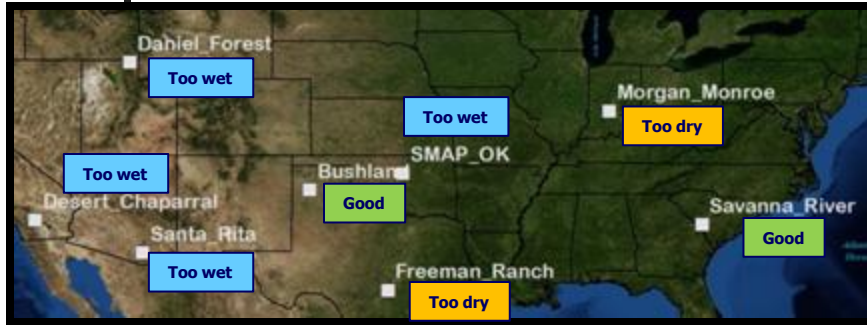 Daniel_Forest
Too wet
Morgan_Monroe
Too wet
Too dry
SMAP_OK
Too wet
Bushland
Good
Desert_Chaparral
Savanna_River
Santa_Rita
Good
Too wet
Freeman_Ranch
Too dry